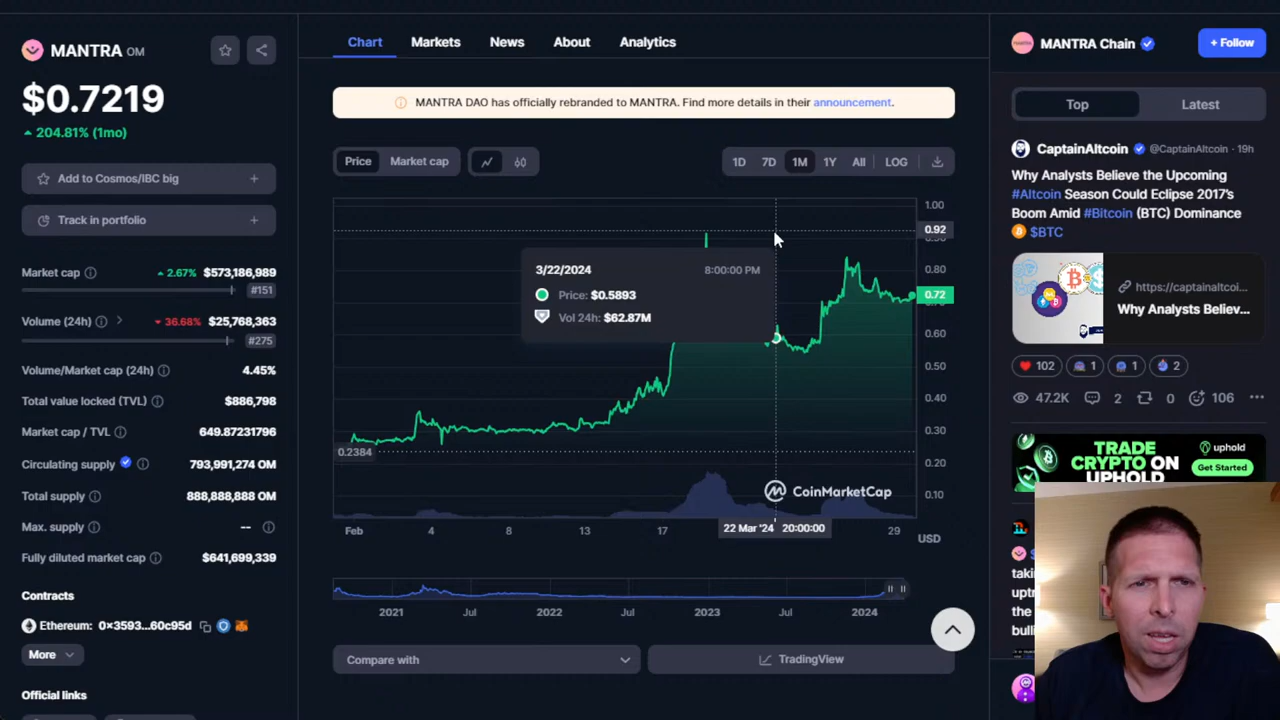 MANTRA OM
$0.7219
204.81% (1mo)
Add to Cosmos/IBC big
Track in portfolio
Market cap 2.67% $573,186,989
#151
Volume (24h) 36.68% $25,768,363
#275
Volume/Market cap (24h) 4.45%
Total value locked (TVL) $886,798
Market cap / TVL 649.87231796
Circulating supply 793,991,274 OM
Total supply 888,888,888 OM
Max. supply --
Fully diluted market cap $641,699,339
Contracts
Ethereum: 0x3593...60c95d
More
Official links
Chart Markets News About Analytics
MANTRA DAO has officially rebranded to MANTRA. Find more details in their announcement.
Price Market cap 1D 7D 1M 1Y All LOG
1.00
0.92
0.80
0.72
0.60
0.50
0.40
0.30
0.20
0.10
3/22/2024 8:00:00 PM
Price: $0.5893
Vol 24h: $62.87M
0.2384
CoinMarketCap
Feb 4 8 13 17 22 Mar '24 20:00:00 29
USD
2021 Jul 2022 Jul 2023 Jul 2024
Compare with
TradingView
MANTRA Chain
+ Follow
Top Latest
CaptainAltcoin @CaptainAltcoin · 19h
Why Analysts Believe the Upcoming
#Altcoin Season Could Eclipse 2017's
Boom Amid #Bitcoin (BTC) Dominance
$BTC
https://captainaltcoi...
Why Analysts Believ...
102 1 1 2
47.2K 2 0 106
TRADE
CRYPTO ON
UPHOLD
uphold
Get Started
takin
uptr
the
bulli